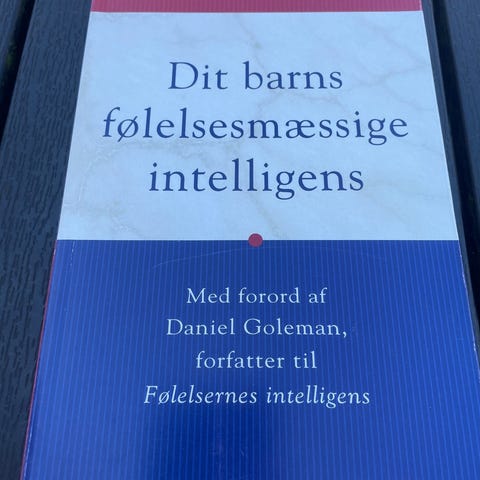 Dit barns
følelsesmæssige
intelligens
Med forord af
Daniel Goleman,
forfatter til
Følelsernes intelligens